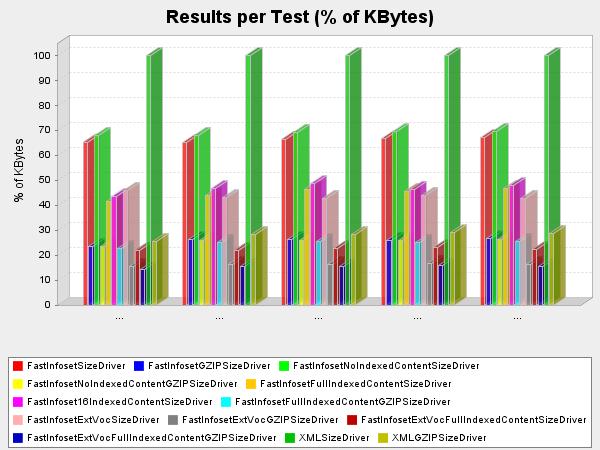 Results per Test (% of KBytes)
% of KBytes
100
90
80
70
60
50
40
30
20
10
0
... ... ... ... ...
FastInfosetSizeDriver FastInfosetGZIPSizeDriver FastInfosetNoIndexedContentSizeDriver
FastInfosetNoIndexedContentGZIPSizeDriver FastInfosetFullIndexedContentSizeDriver
FastInfoset16IndexedContentSizeDriver FastInfosetFullIndexedContentGZIPSizeDriver
FastInfosetExtVocSizeDriver FastInfosetExtVocGZIPSizeDriver FastInfosetExtVocFullIndexedContentSizeDriver
FastInfosetExtVocFullIndexedContentGZIPSizeDriver XMLSizeDriver XMLGZIPSizeDriver